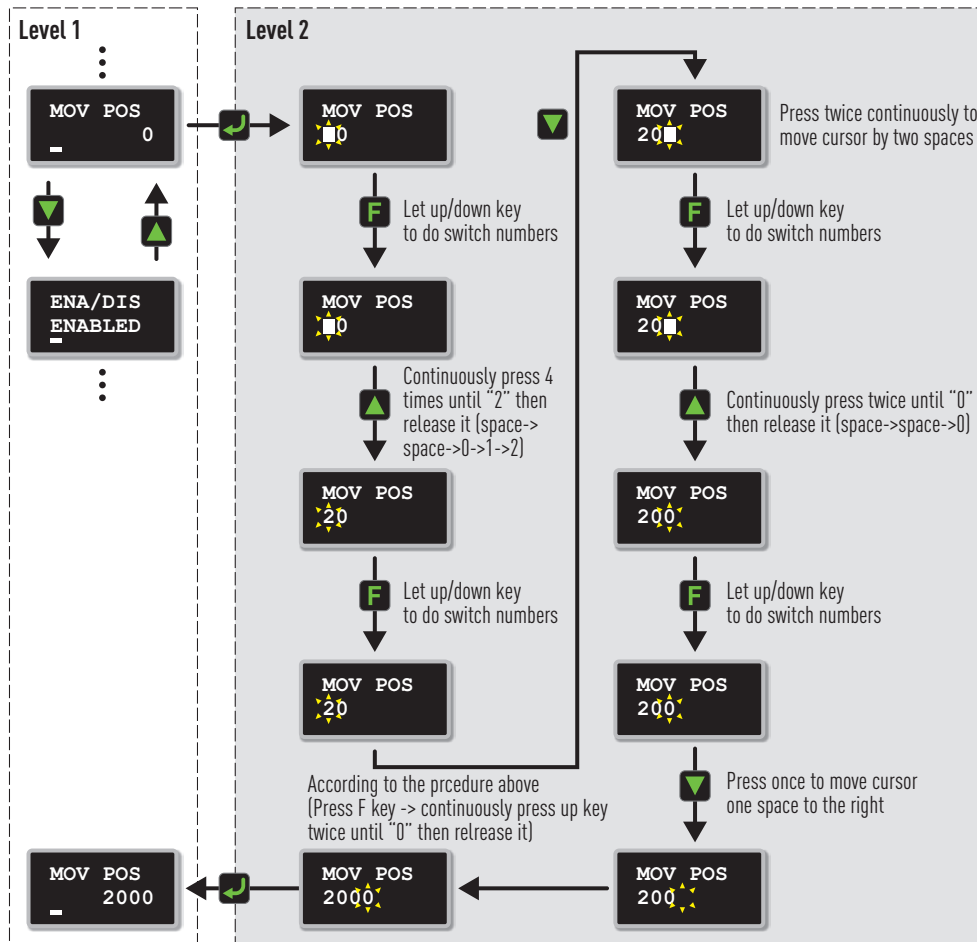 Level 1
MOV POS
0
ENA/DIS
ENABLED
MOV POS
2000
Level 2
MOV POS
0
F
Let up/down key
to do switch numbers
MOV POS
0
Continuously press 4
times until “2” then
release it (space->
space->0->1->2)
MOV POS
20
F
Let up/down key
to do switch numbers
MOV POS
20
According to the prcedure above
(Press F key -> continuously press up key
twice until “0” then relrease it)
MOV POS
2000
MOV POS
20
Press twice continuously to
move cursor by two spaces
F
Let up/down key
to do switch numbers
MOV POS
20
Continuously press twice until “0”
then release it (space->space->0)
MOV POS
200
F
Let up/down key
to do switch numbers
MOV POS
200
Press once to move cursor
one space to the right
MOV POS
200